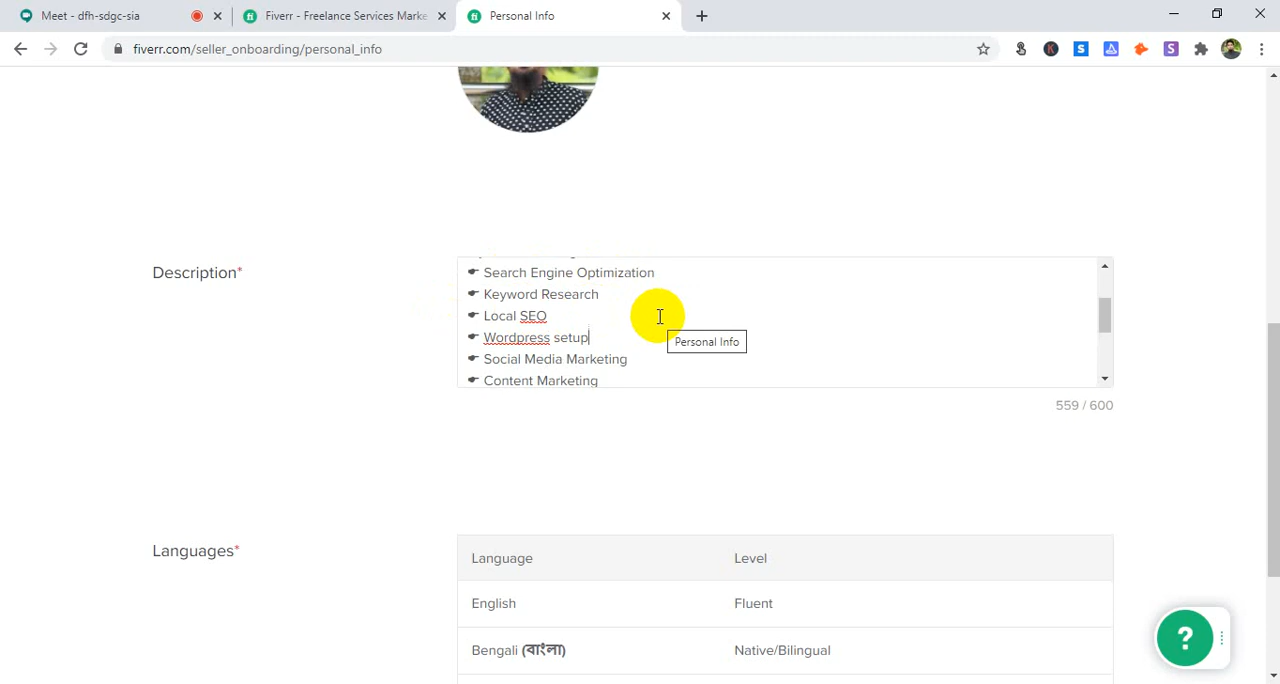 Meet - dfh-sdgc-sia
Fiverr - Freelance Services Marke
Personal Info
fiverr.com/seller_onboarding/personal_info
Description*
☛ Search Engine Optimization
☛ Keyword Research
☛ Local SEO
☛ Wordpress setup
☛ Social Media Marketing
☛ Content Marketing
Personal Info
559 / 600
Languages*
Language Level
English Fluent
Bengali (বাংলা) Native/Bilingual
?